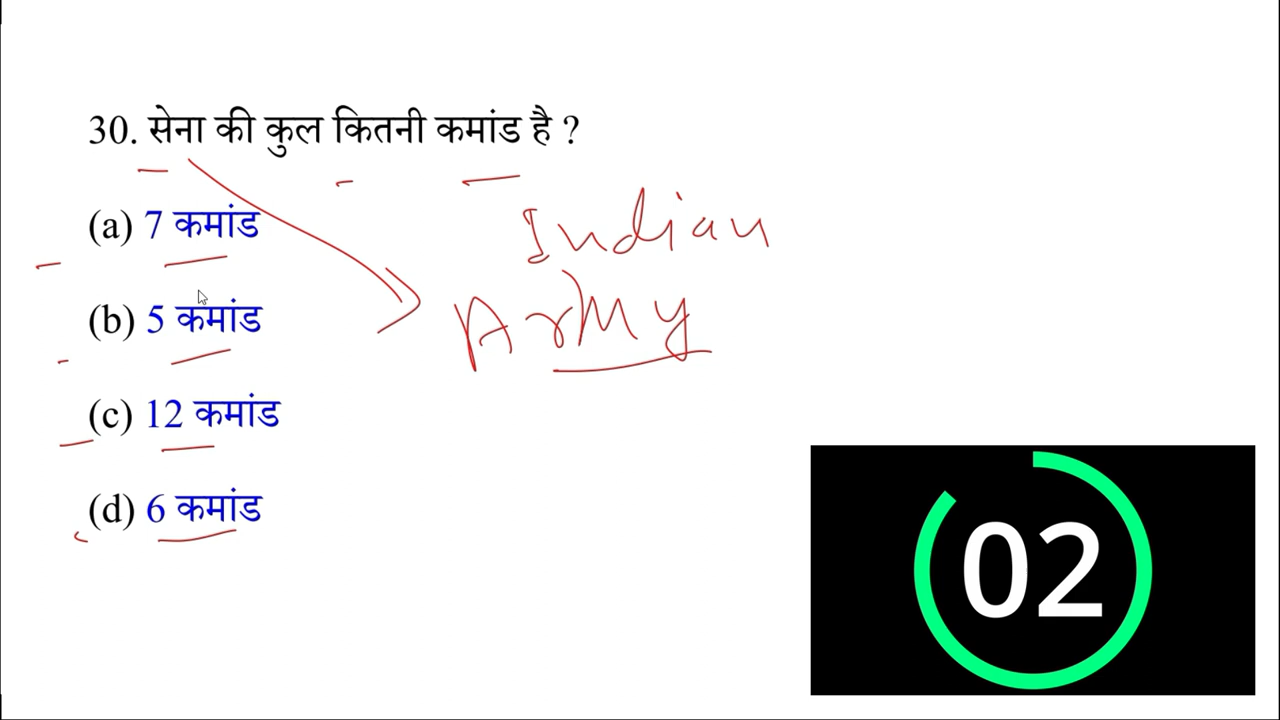 30. सेना की कुल कितनी कमांड है ?
(a) 7 कमांड
(b) 5 कमांड
(c) 12 कमांड
(d) 6 कमांड
Indian
Army
02